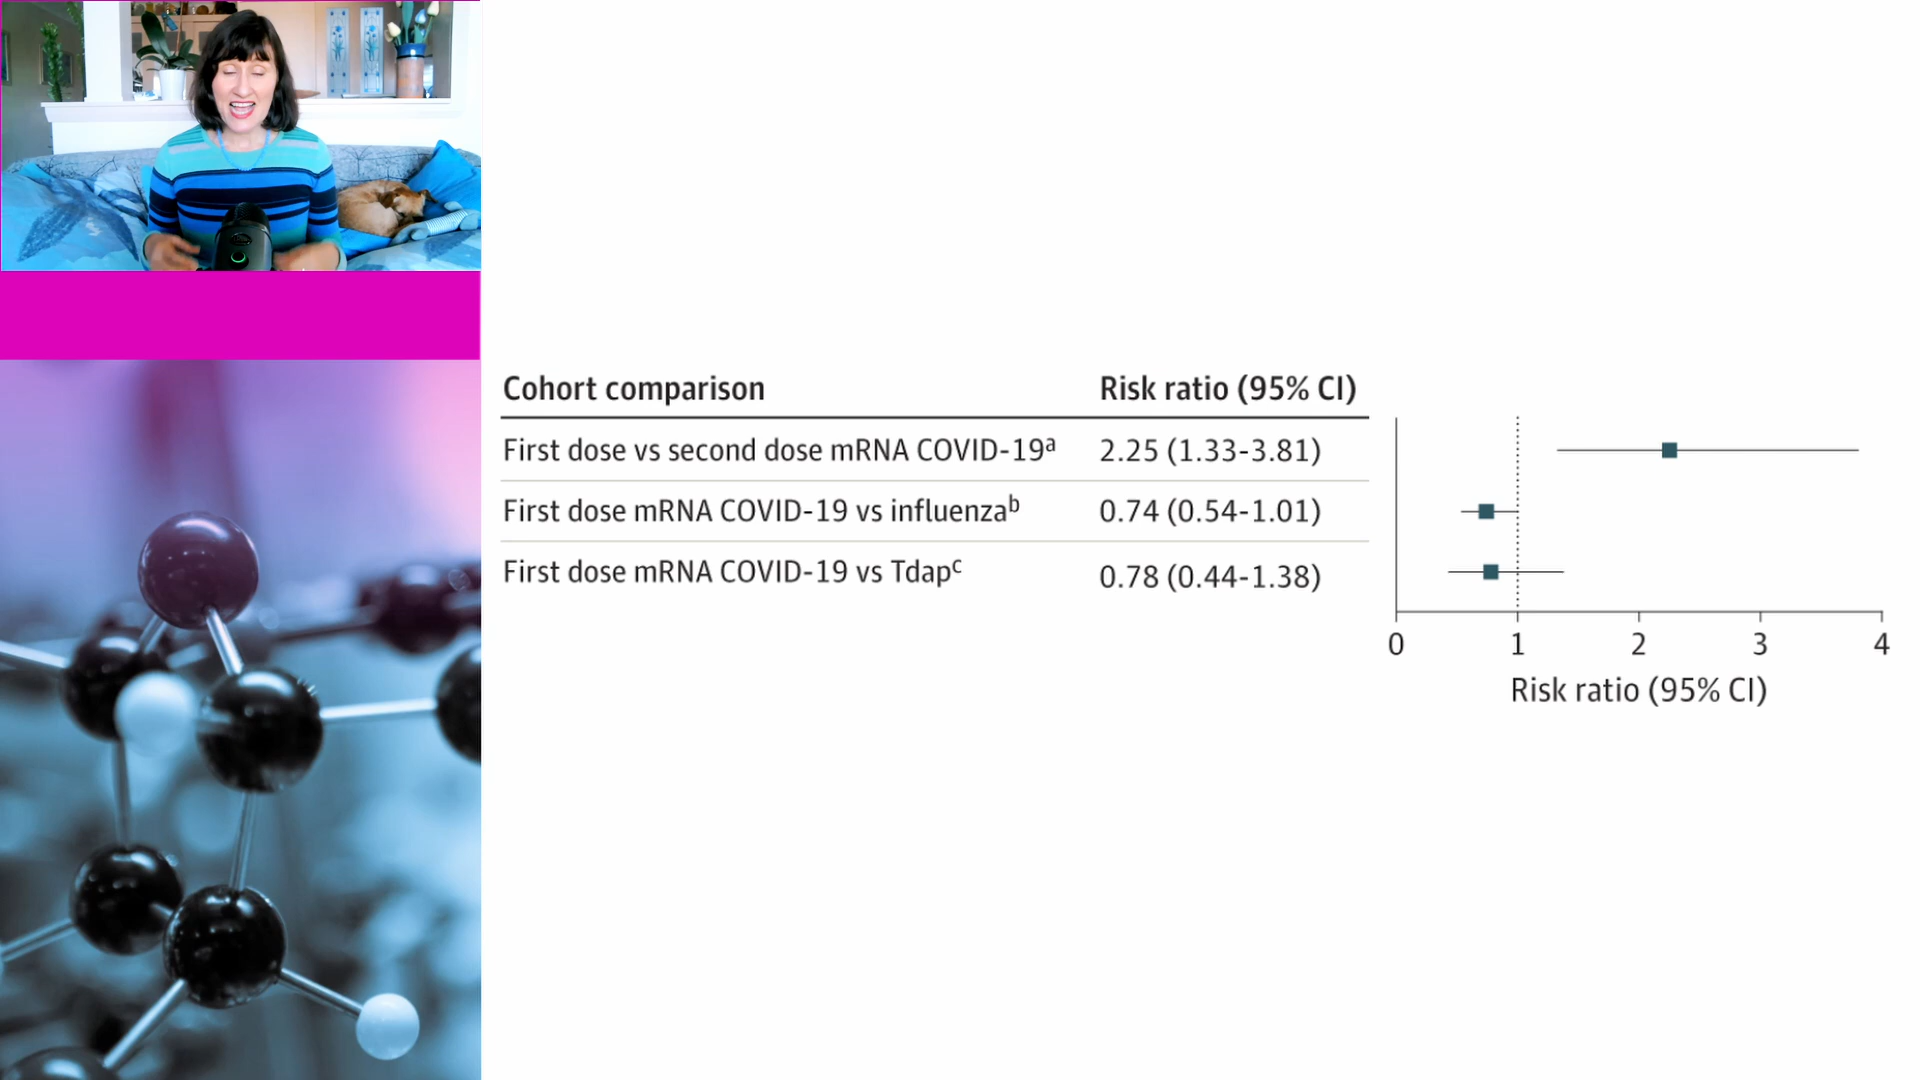 Cohort comparison Risk ratio (95% CI)
First dose vs second dose mRNA COVID-19ᵃ 2.25 (1.33-3.81)
First dose mRNA COVID-19 vs influenzaᵇ 0.74 (0.54-1.01)
First dose mRNA COVID-19 vs Tdapᶜ 0.78 (0.44-1.38)
0 1 2 3 4
Risk ratio (95% CI)